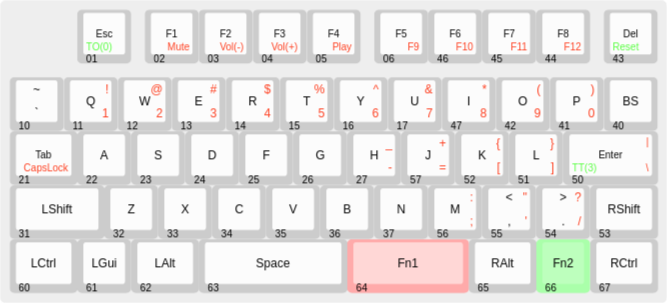 Esc F1 F2 F3 F4 F5 F6 F7 F8 Del
TO(0) Mute Vol(-) Vol(+) Play F9 F10 F11 F12 Reset
01 02 03 04 05 06 46 45 44 43
~ ! @ # $ % ^ & * ( )
Q W E R T Y U I O P BS
` 1 2 3 4 5 6 7 8 9 0
10 11 12 13 14 15 16 17 47 42 41 40
Tab A S D F G H _ J + K { L } Enter |
CapsLock - = [ ] TT(3) \
21 22 23 24 25 26 27 57 52 51 50
LShift Z X C V B N M : < " > ? RShift
; , ' . /
31 32 33 34 35 36 37 56 55 54 53
LCtrl LGui LAlt Space Fn1 RAlt Fn2 RCtrl
60 61 62 63 64 65 66 67